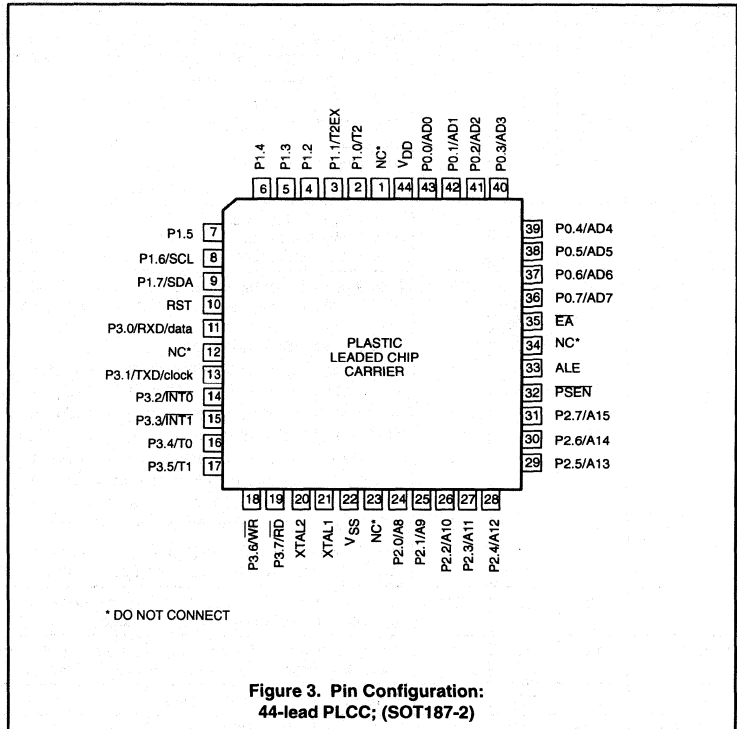 P1.4
P1.3
P1.2
P1.1/T2EX
P1.0/T2
NC*
VDD
P0.0/AD0
P0.1/AD1
P0.2/AD2
P0.3/AD3
6 5 4 3 2 1 44 43 42 41 40
P1.5 7
P1.6/SCL 8
P1.7/SDA 9
RST 10
P3.0/RXD/data 11
NC* 12
P3.1/TXD/clock 13
P3.2/INT0 14
P3.3/INT1 15
P3.4/T0 16
P3.5/T1 17
PLASTIC
LEADED CHIP
CARRIER
39 P0.4/AD4
38 P0.5/AD5
37 P0.6/AD6
36 P0.7/AD7
35 EA
34 NC*
33 ALE
32 PSEN
31 P2.7/A15
30 P2.6/A14
29 P2.5/A13
18 19 20 21 22 23 24 25 26 27 28
P3.6/WR
P3.7/RD
XTAL2
XTAL1
VSS
NC*
P2.0/A8
P2.1/A9
P2.2/A10
P2.3/A11
P2.4/A12
* DO NOT CONNECT
Figure 3. Pin Configuration:
44-lead PLCC; (SOT187-2)